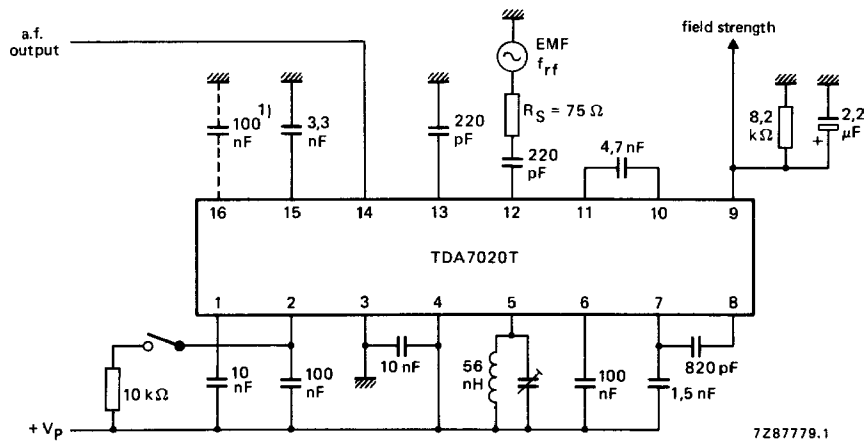 a.f.
output
field strength
EMF
f_rf
100 1)
nF
3,3
nF
220
pF
R_S = 75 Ω
220
pF
4,7 nF
8,2
kΩ
2,2
μF
+
16 15 14 13 12 11 10 9
TDA7020T
1 2 3 4 5 6 7 8
10 kΩ
10
nF
100
nF
10 nF
56
nH
100
nF
820 pF
1,5 nF
+ V_P
7Z87779.1